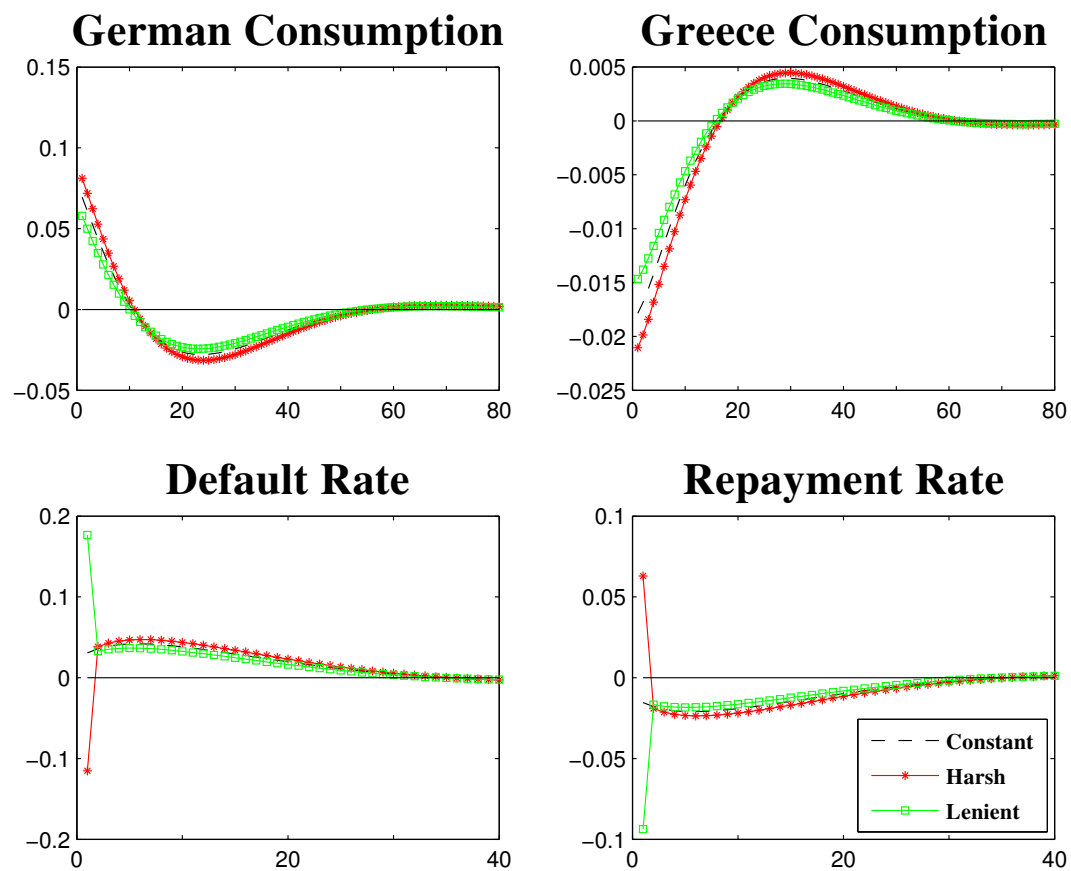 German Consumption
0.15
0.1
0.05
0
−0.05
0 20 40 60 80
Greece Consumption
0.005
0.000
−0.005
−0.01
−0.015
−0.02
−0.025
0 20 40 60 80
Default Rate
0.2
0.1
0
−0.1
−0.2
0 20 40
Repayment Rate
0.1
0.05
0
−0.05
−0.1
0 20 40
Constant
Harsh
Lenient